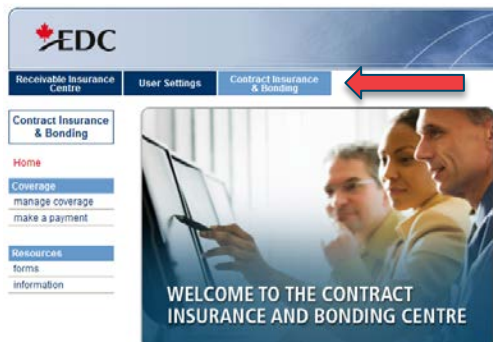 EDC
Receivable Insurance
Centre
User Settings
Contract Insurance
& Bonding
Contract Insurance
& Bonding
Home
Coverage
manage coverage
make a payment
Resources
forms
information
WELCOME TO THE CONTRACT
INSURANCE AND BONDING CENTRE